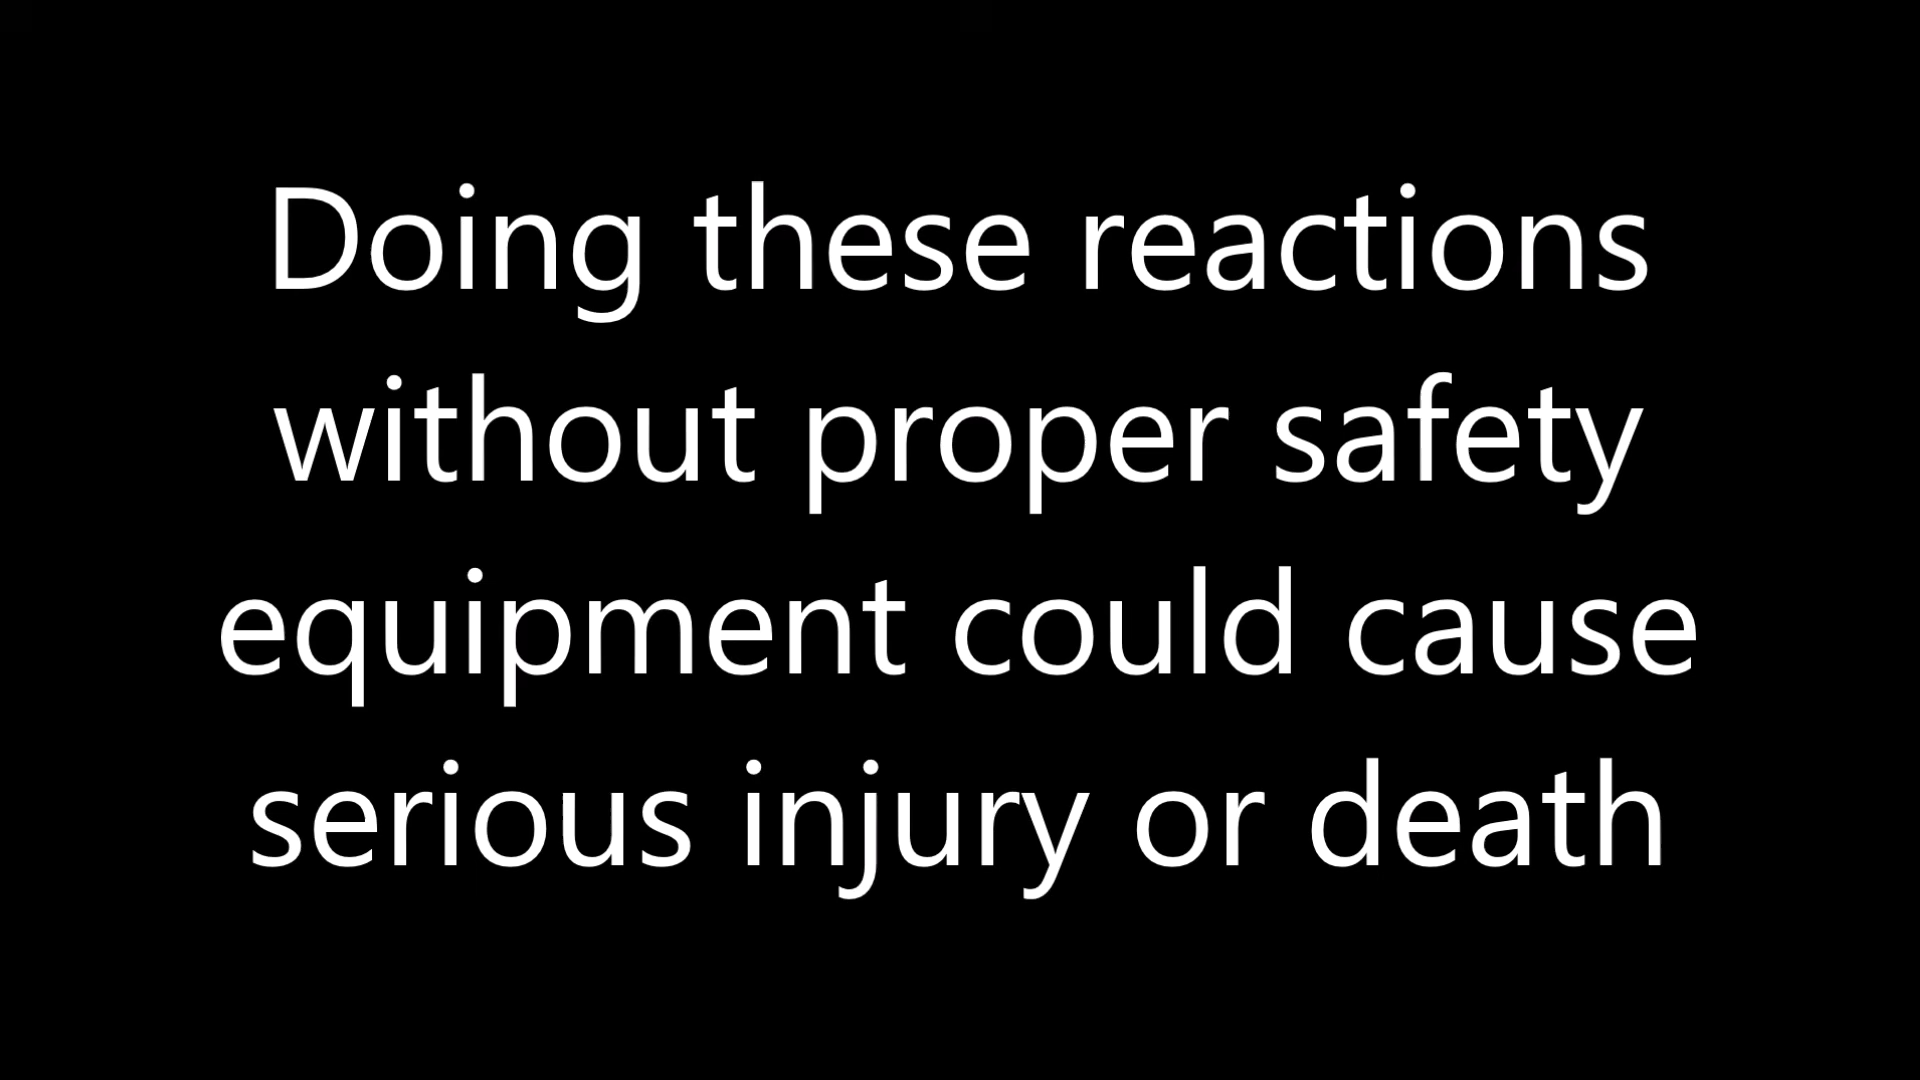 Doing these reactions
without proper safety
equipment could cause
serious injury or death